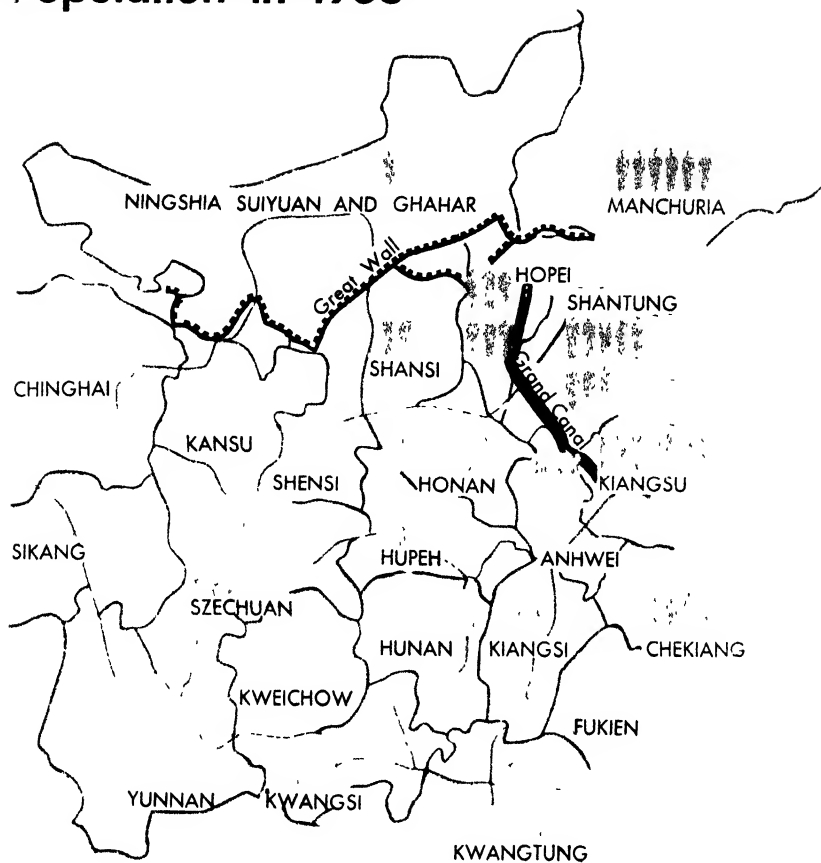 in
NINGSHIA SUIYUAN AND GHAHAR
MANCHURIA
Great Wall
HOPEI
SHANTUNG
SHANSI
Grand Canal
CHINGHAI
KANSU
SHENSI
HONAN
KIANGSU
SIKANG
HUPEH
ANHWEI
SZECHUAN
HUNAN
KIANGSI
CHEKIANG
KWEICHOW
FUKIEN
YUNNAN
KWANGSI
KWANGTUNG